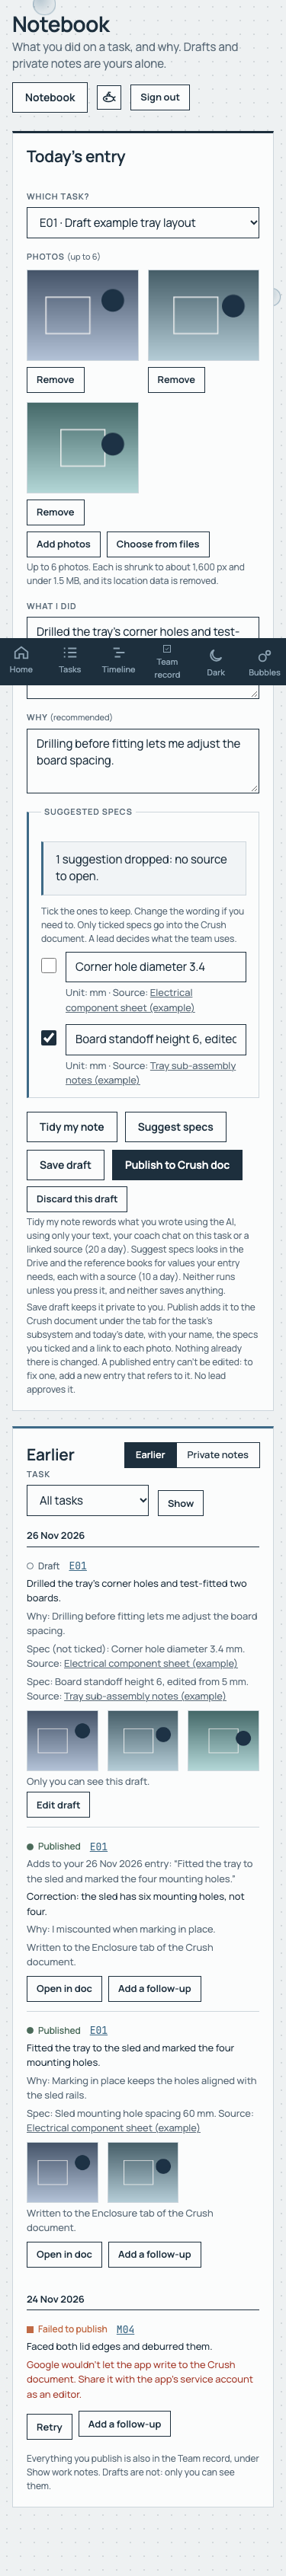 Notebook
What you did on a task, and why. Drafts and
private notes are yours alone.
Notebook
Sign out
Today's entry
WHICH TASK?
E01 · Draft example tray layout
PHOTOS (up to 6)
Remove
Remove
Remove
Add photos
Choose from files
Up to 6 photos. Each is shrunk to about 1,600 px and
under 1.5 MB, and its location data is removed.
WHAT I DID
Drilled the tray's corner holes and test-
Home
Tasks
Timeline
Team
record
Dark
Bubbles
WHY (recommended)
Drilling before fitting lets me adjust the
board spacing.
SUGGESTED SPECS
1 suggestion dropped: no source
to open.
Tick the ones to keep. Change the wording if you
need to. Only ticked specs go into the Crush
document. A lead decides what the team uses.
Corner hole diameter 3.4
Unit: mm · Source: Electrical
component sheet (example)
Board standoff height 6, edited
Unit: mm · Source: Tray sub-assembly
notes (example)
Tidy my note
Suggest specs
Save draft
Publish to Crush doc
Discard this draft
Tidy my note rewords what you wrote using the AI,
using only your text, your coach chat on this task or a
linked source (20 a day). Suggest specs looks in the
Drive and the reference books for values your entry
needs, each with a source (10 a day). Neither runs
unless you press it, and neither saves anything.
Save draft keeps it private to you. Publish adds it to the
Crush document under the tab for the task's
subsystem and today's date, with your name, the specs
you ticked and a link to each photo. Nothing already
there is changed. A published entry can't be edited: to
fix one, add a new entry that refers to it. No lead
approves it.
Earlier
Earlier
Private notes
TASK
All tasks
Show
26 Nov 2026
Draft E01
Drilled the tray's corner holes and test-fitted two
boards.
Why: Drilling before fitting lets me adjust the board
spacing.
Spec (not ticked): Corner hole diameter 3.4 mm.
Source: Electrical component sheet (example)
Spec: Board standoff height 6, edited from 5 mm.
Source: Tray sub-assembly notes (example)
Only you can see this draft.
Edit draft
Published E01
Adds to your 26 Nov 2026 entry: "Fitted the tray to
the sled and marked the four mounting holes."
Correction: the sled has six mounting holes, not
four.
Why: I miscounted when marking in place.
Written to the Enclosure tab of the Crush
document.
Open in doc
Add a follow-up
Published E01
Fitted the tray to the sled and marked the four
mounting holes.
Why: Marking in place keeps the holes aligned with
the sled rails.
Spec: Sled mounting hole spacing 60 mm. Source:
Electrical component sheet (example)
Written to the Enclosure tab of the Crush
document.
Open in doc
Add a follow-up
24 Nov 2026
Failed to publish M04
Faced both lid edges and deburred them.
Google wouldn't let the app write to the Crush
document. Share it with the app's service account
as an editor.
Retry
Add a follow-up
Everything you publish is also in the Team record, under
Show work notes. Drafts are not: only you can see
them.